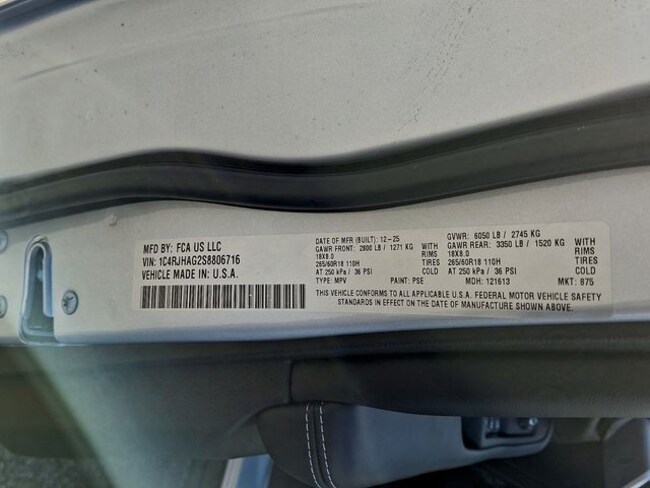 MFD BY: FCA US LLC
VIN: 1C4RJHAG2S8806716
VEHICLE MADE IN: U.S.A.
DATE OF MFR (BUILT): 12-25
GAWR FRONT: 2800 LB / 1271 KG WITH
18X8.0 RIMS
265/60R18 110H TIRES
AT 250 kPa / 36 PSI
TYPE: MPV PAINT: PSE
GVWR: 6050 LB / 2745 KG
GAWR REAR: 3350 LB / 1520 KG WITH
18X8.0 RIMS
265/60R18 110H TIRES
AT 250 kPa / 36 PSI
MDH: 121613 MKT: 875
THIS VEHICLE CONFORMS TO ALL APPLICABLE U.S.A. FEDERAL MOTOR VEHICLE SAFETY
STANDARDS IN EFFECT ON THE DATE OF MANUFACTURE SHOWN ABOVE.